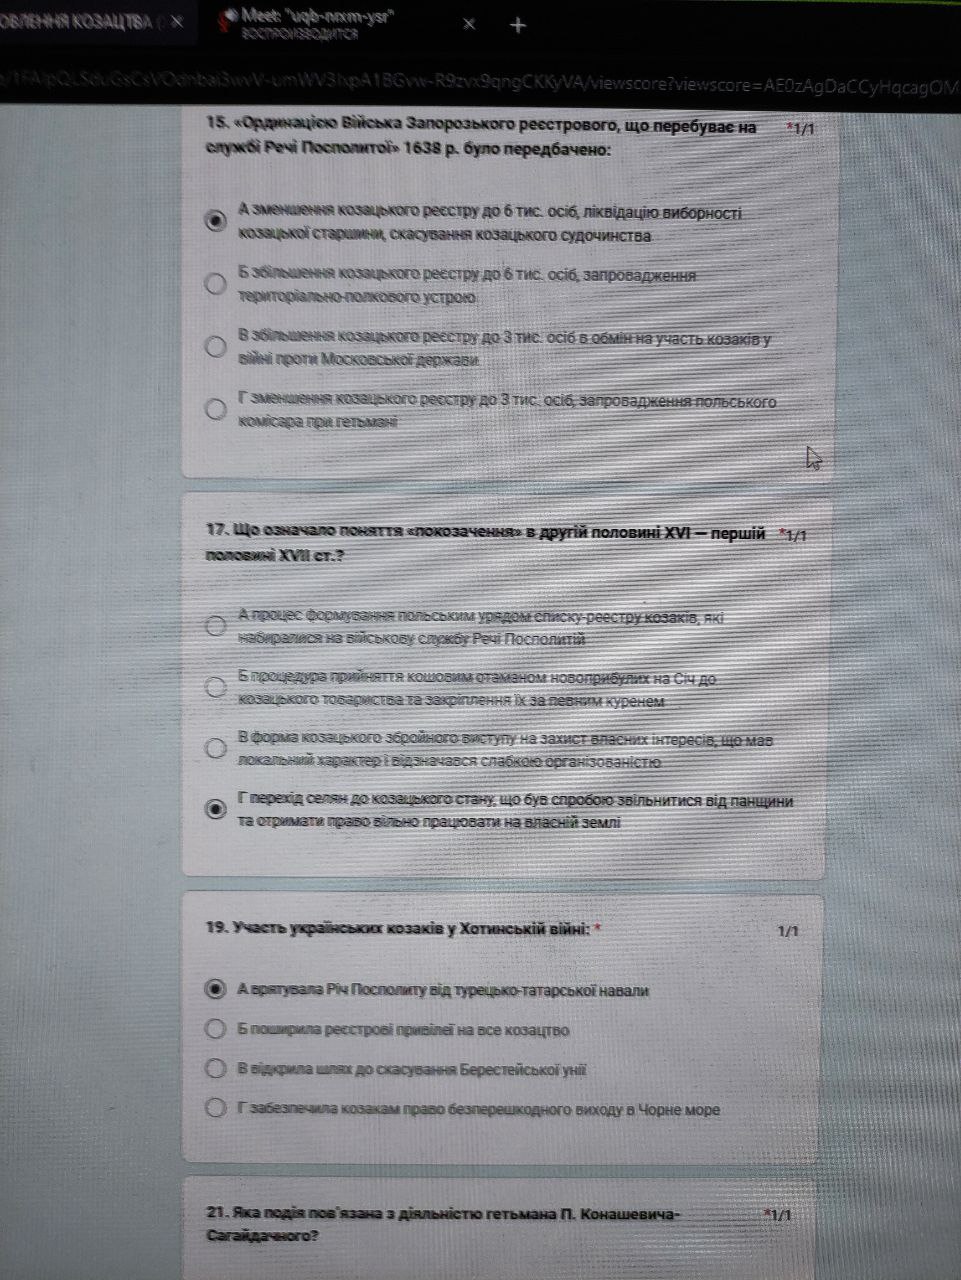 ОВЛЕННЯ КОЗАЦТВА (
Meet: "uqb-nnxm-ysr"
ВОСПРОИЗВОДИТСЯ
15. «Ординацією Війська Запорозького реєстрового, що перебуває на
службі Речі Посполитої» 1638 р. було передбачено:
*1/1
А зменшення козацького реєстру до 6 тис. осіб, ліквідацію виборності
козацької старшини, скасування козацького судочинства
Б збільшення козацького реєстру до 6 тис. осіб, запровадження
територіально-полкового устрою
В збільшення козацького реєстру до 3 тис. осіб в обмін на участь козаків у
війні проти Московської держави
Г зменшення козацького реєстру до 3 тис. осіб, запровадження польського
комісара при гетьмані
17. Що означало поняття «покозачення» в другій половині XVI — першій
половині XVII ст.?
*1/1
А процес формування польським урядом списку-реєстру козаків, які
набиралися на військову службу Речі Посполитій
Б процедура прийняття кошовим отаманом новоприбулих на Січ до
козацького товариства та закріплення їх за певним куренем
В форма козацького збройного виступу на захист власних інтересів, що мав
локальний характер і відзначався слабкою організованістю
Г перехід селян до козацького стану, що був спробою звільнитися від панщини
та отримати право вільно працювати на власній землі
19. Участь українських козаків у Хотинській війні: *
1/1
А врятувала Річ Посполиту від турецько-татарської навали
Б поширила реєстрові привілеї на все козацтво
В відкрила шлях до скасування Берестейської унії
Г забезпечила козакам право безперешкодного виходу в Чорне море
21. Яка подія пов'язана з діяльністю гетьмана П. Конашевича-
Сагайдачного?
*1/1